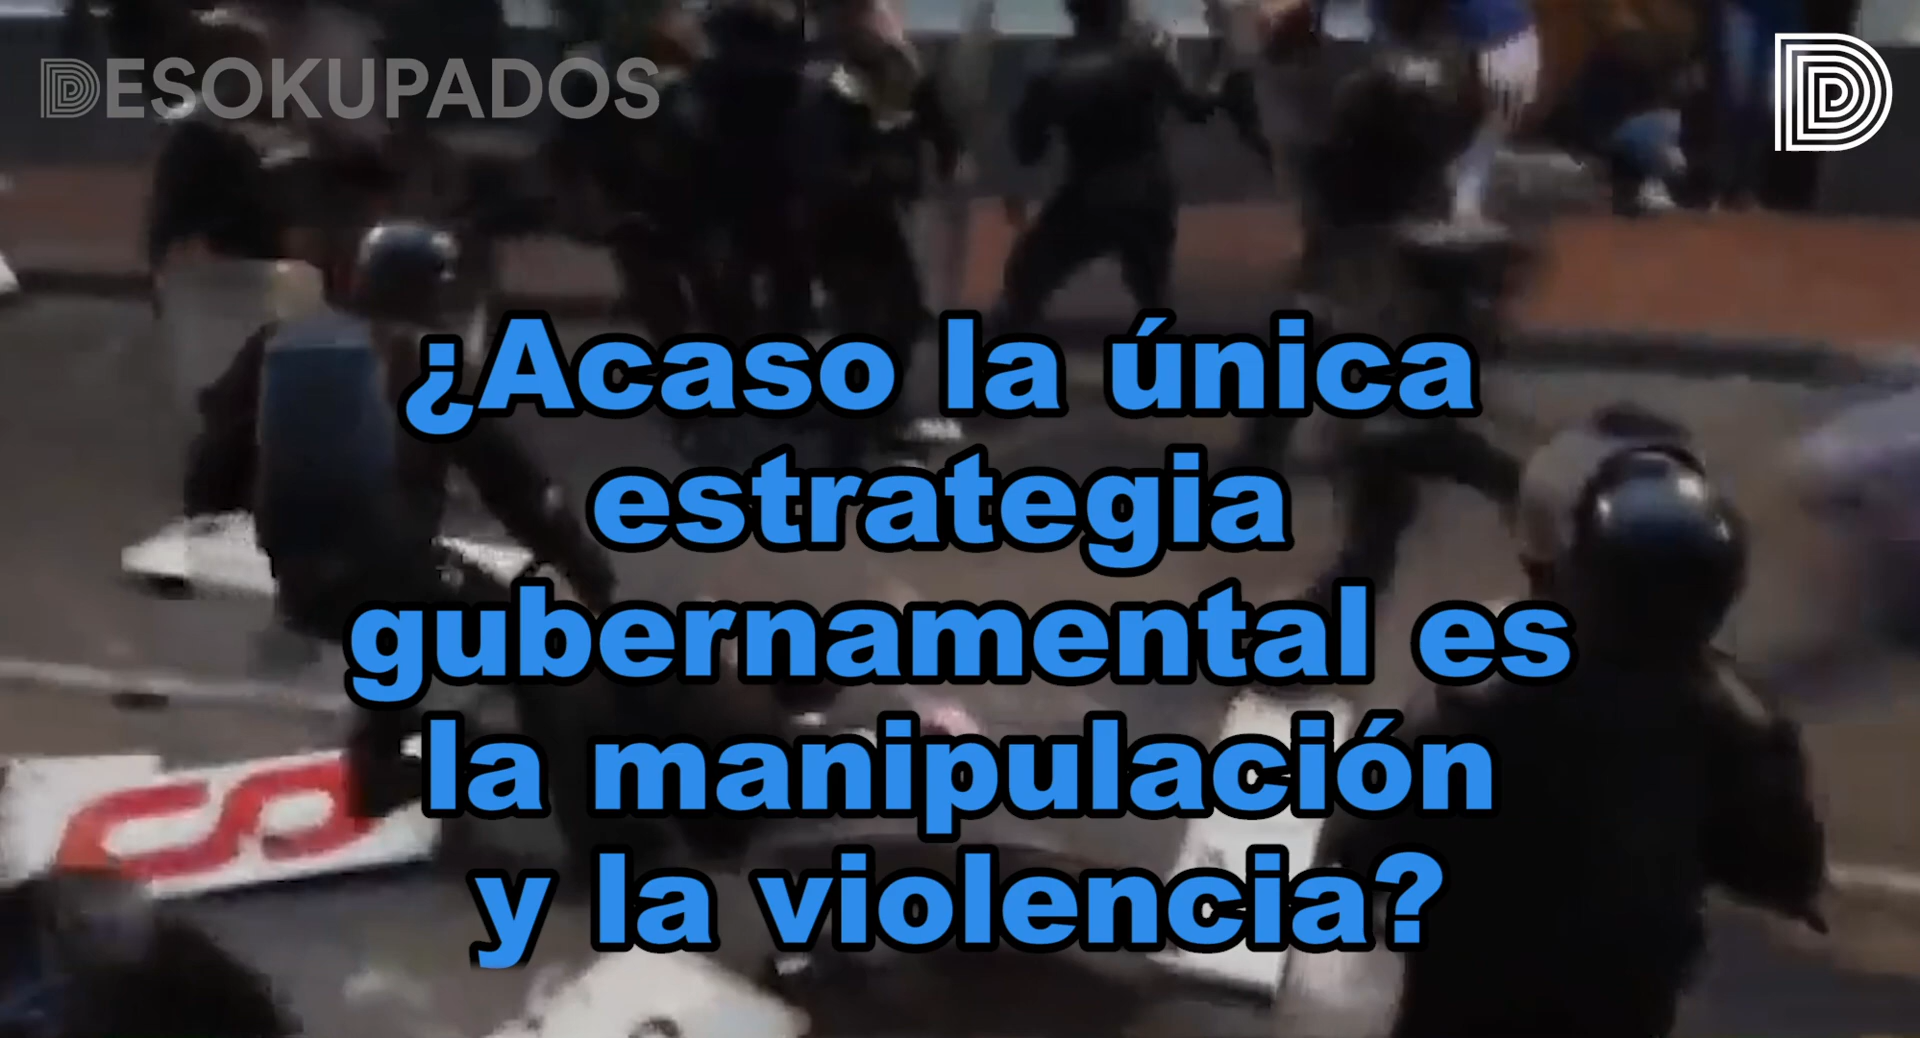 DESOKUPADOS
D
¿Acaso la única
estrategia
gubernamental es
la manipulación
y la violencia?